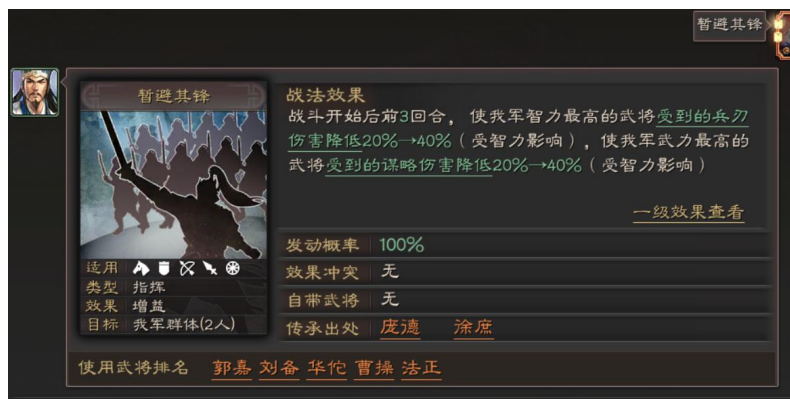 暂避其锋
暂避其锋
战法效果
战斗开始后前3回合，使我军智力最高的武将受到的兵刃
伤害降低20%→40%（受智力影响），使我军武力最高的
武将受到的谋略伤害降低20%→40%（受智力影响）
一级效果查看
发动概率 100%
效果冲突 无
自带武将 无
传承出处 庞德 涂庶
适用
类型 指挥
效果 增益
目标 我军群体(2人)
使用武将排名 郭嘉 刘备 华佗 曹操 法正